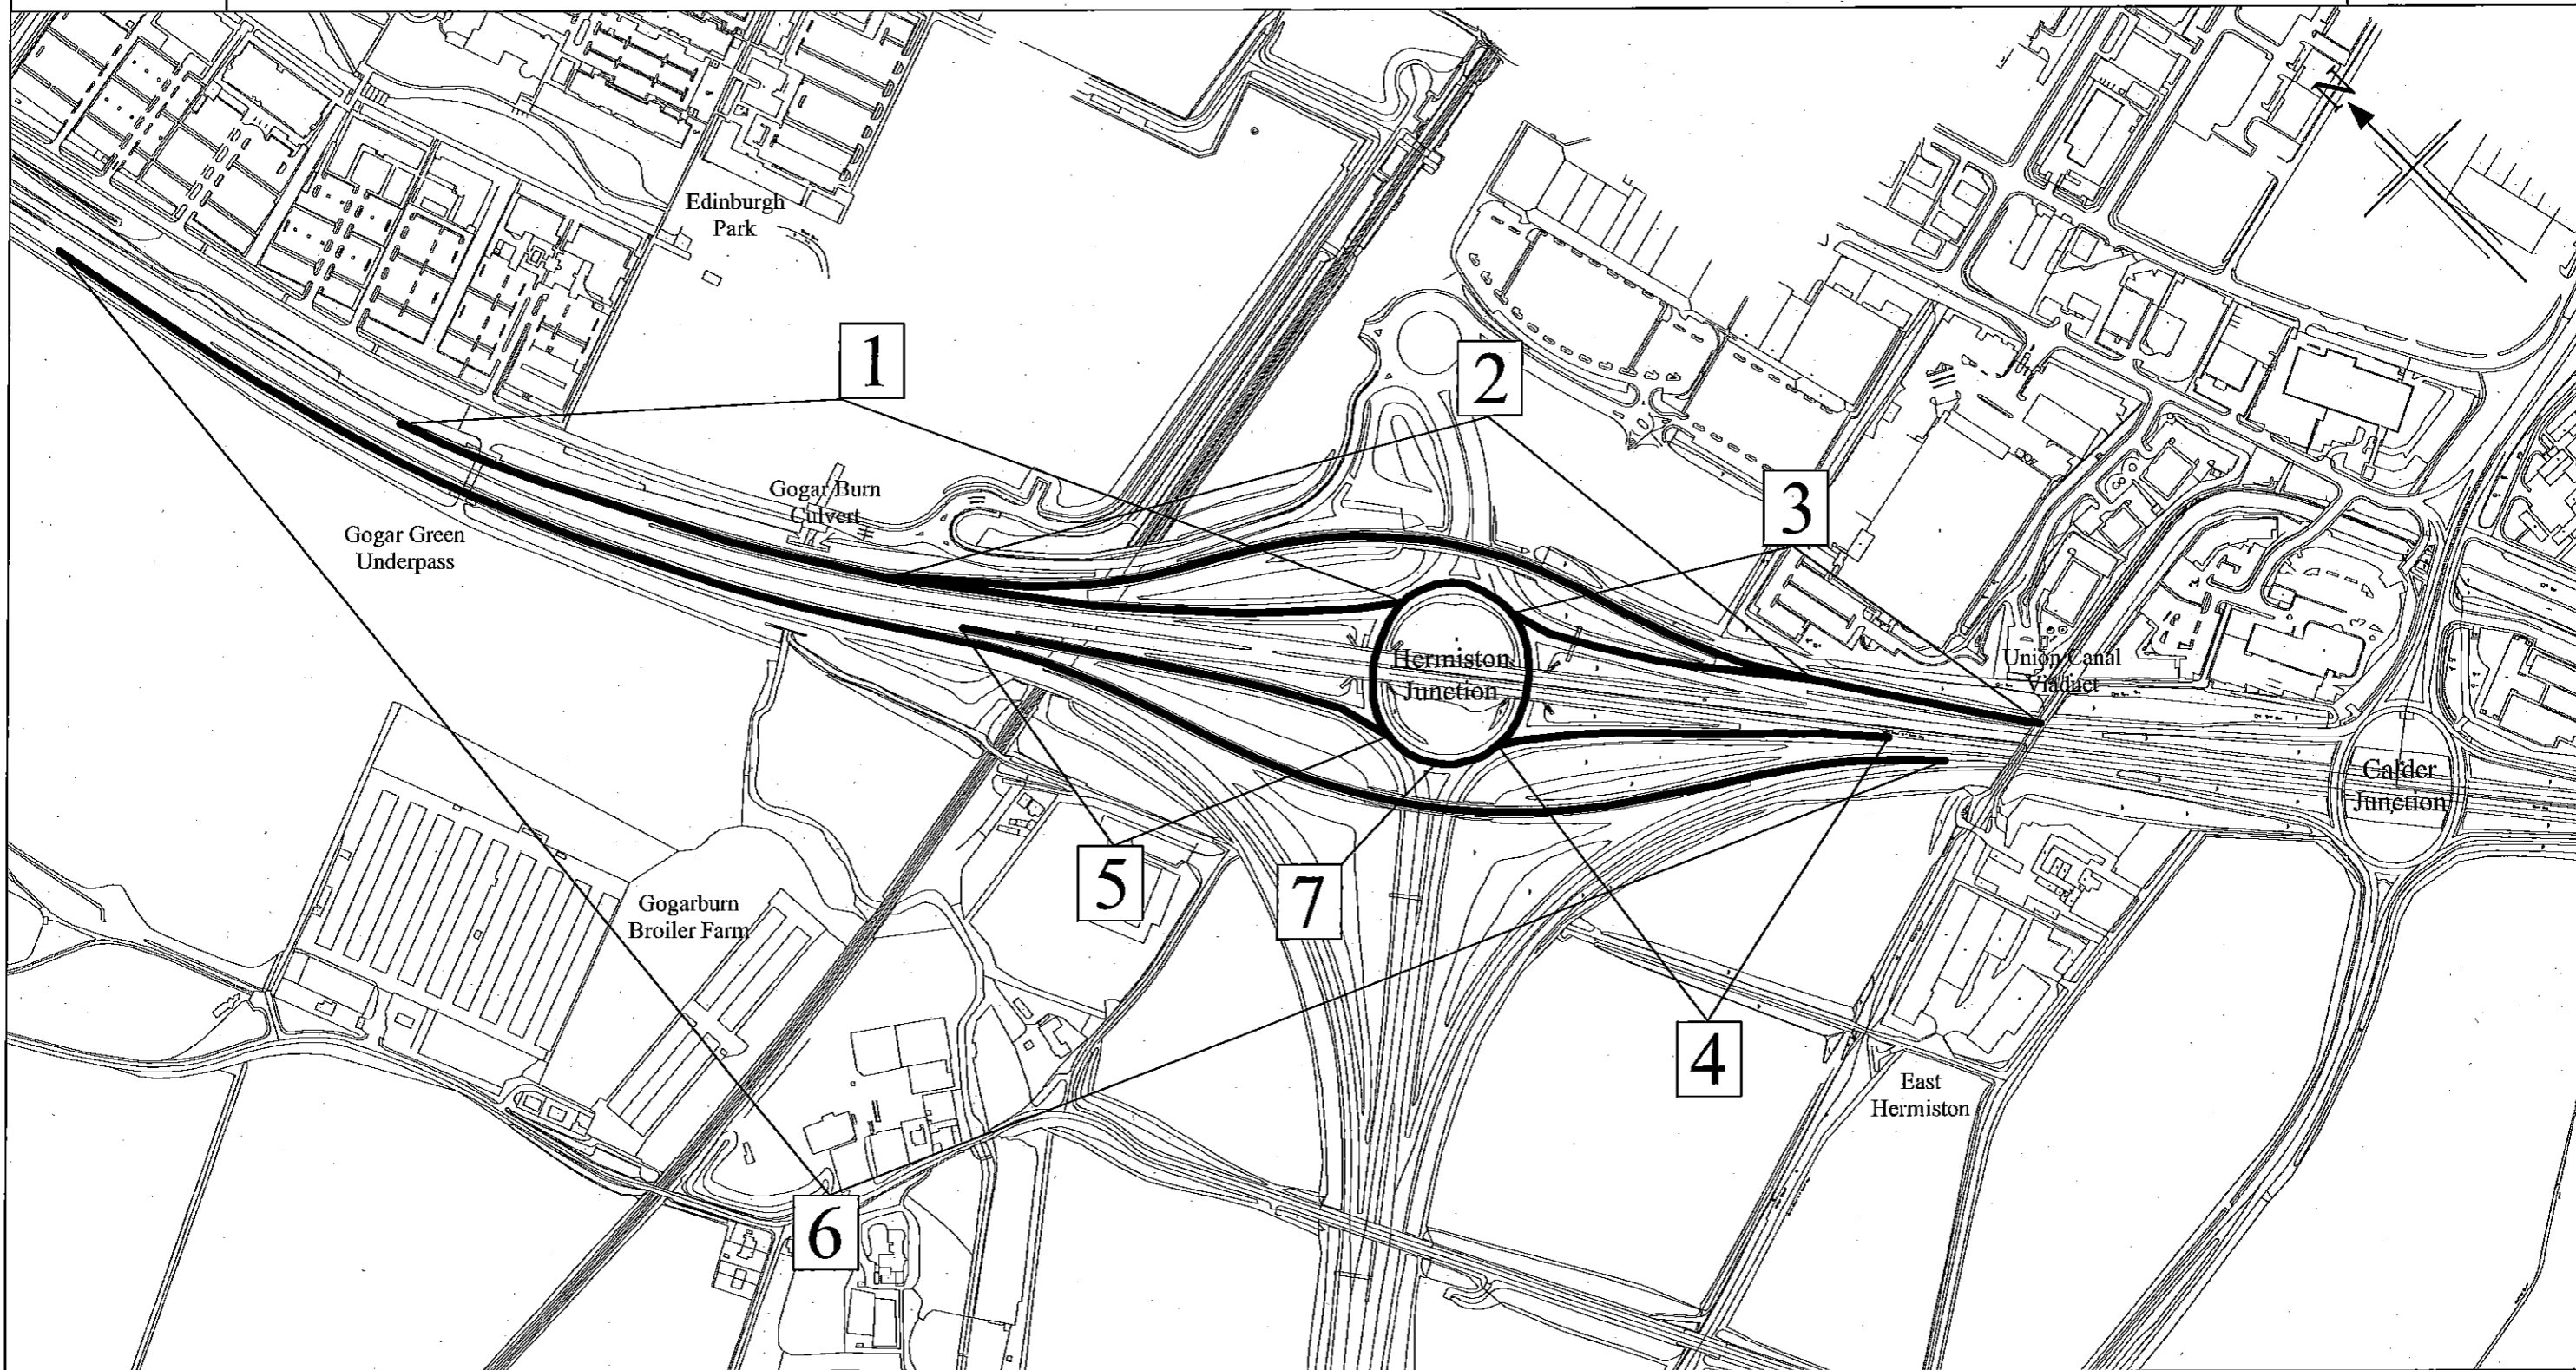 N
Edinburgh
Park
1
2
Gogar Burn
Culvert
3
Gogar Green
Underpass
Hermiston
Junction
Union Canal
Viaduct
Calder
Junction
5
7
Gogarburn
Broiler Farm
4
East
Hermiston
6